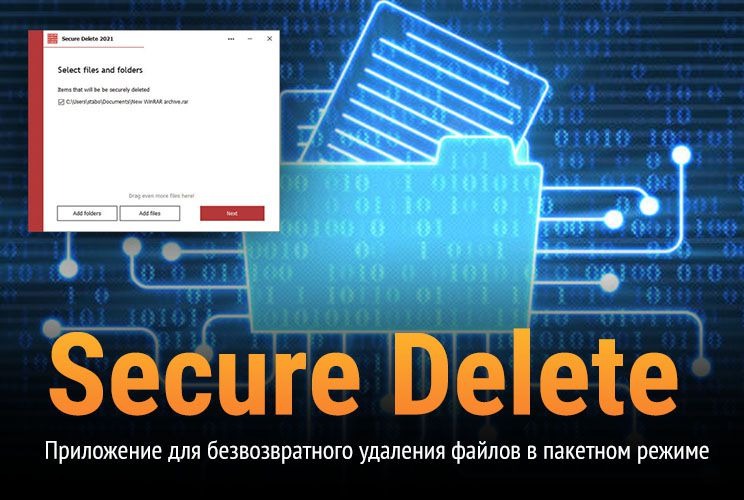 Secure Delete 2021
Select files and folders
Items that will be be securely deleted
C:\Users\stabo\Documents\New WinRAR archive.rar
Drag even more files here!
Add folders
Add files
Next
Secure Delete
Приложение для безвозвратного удаления файлов в пакетном режиме